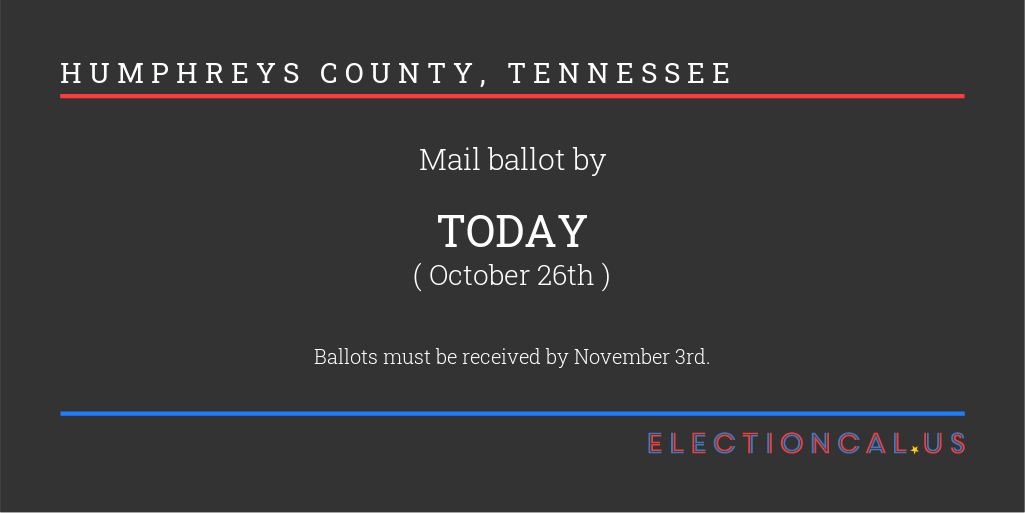 HUMPHREYS COUNTY, TENNESSEE
Mail ballot by
TODAY
( October 26th )
Ballots must be received by November 3rd.
ELECTIONCAL.US